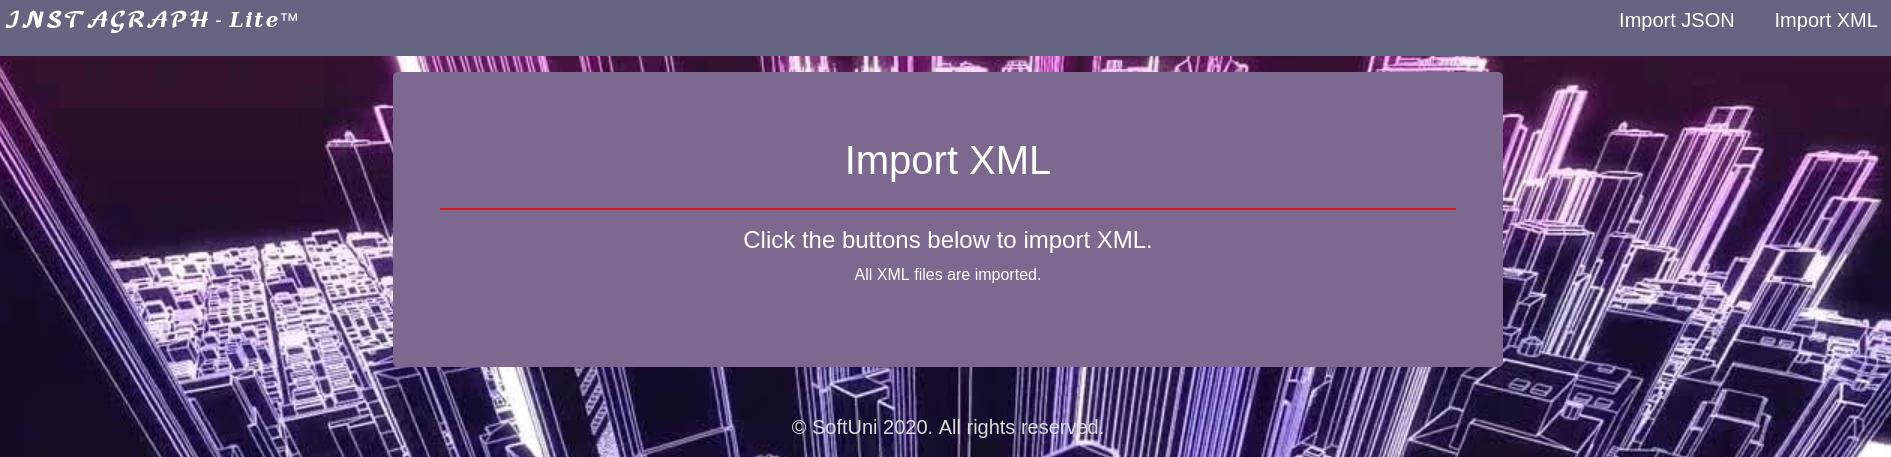 INSTAGRAPH - Lite™
Import JSON Import XML
Import XML
Click the buttons below to import XML.
All XML files are imported.
© SoftUni 2020. All rights reserved.